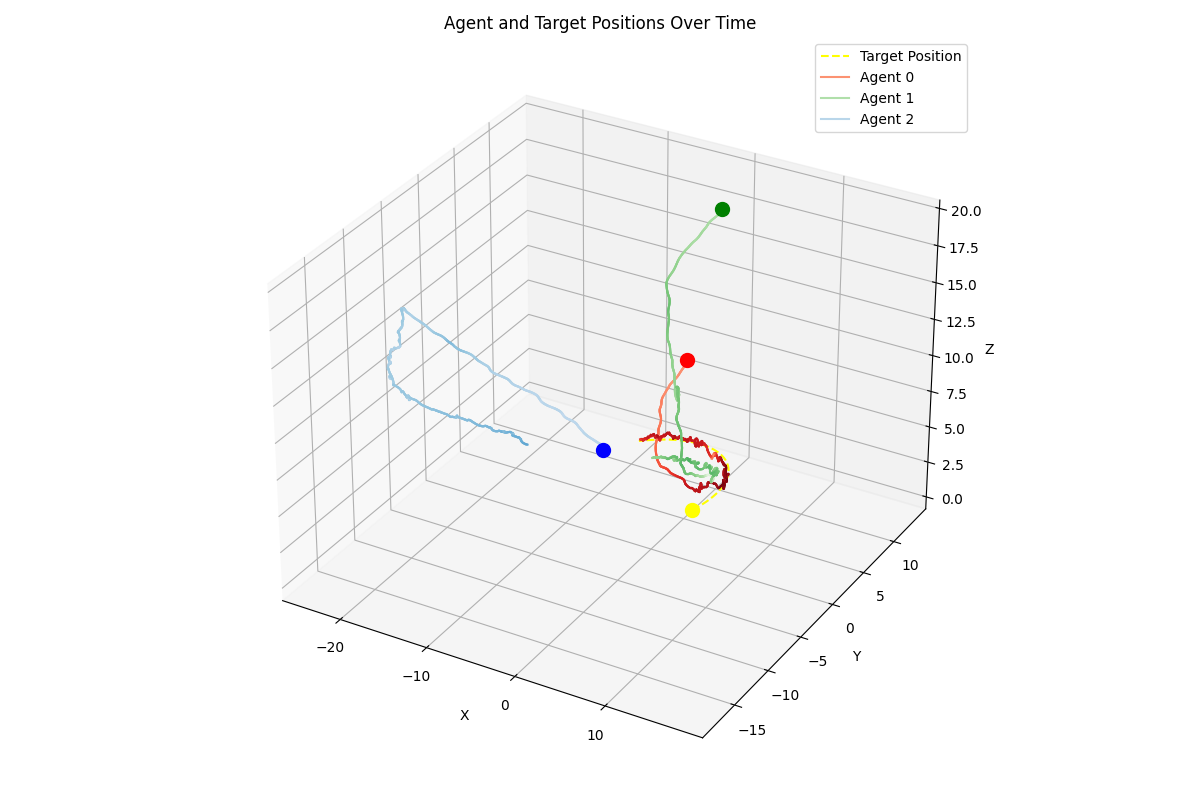 Agent and Target Positions Over Time
Target Position
Agent 0
Agent 1
Agent 2
20.0
17.5
15.0
12.5
10.0
7.5
5.0
2.5
0.0
Z
10
5
0
−5
−10
−15
Y
−20
−10
0
10
X